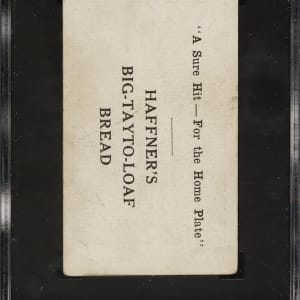 "A Sure Hit — For the Home Plate"
HAFFNER'S
BIG-TAYTO-LOAF
BREAD